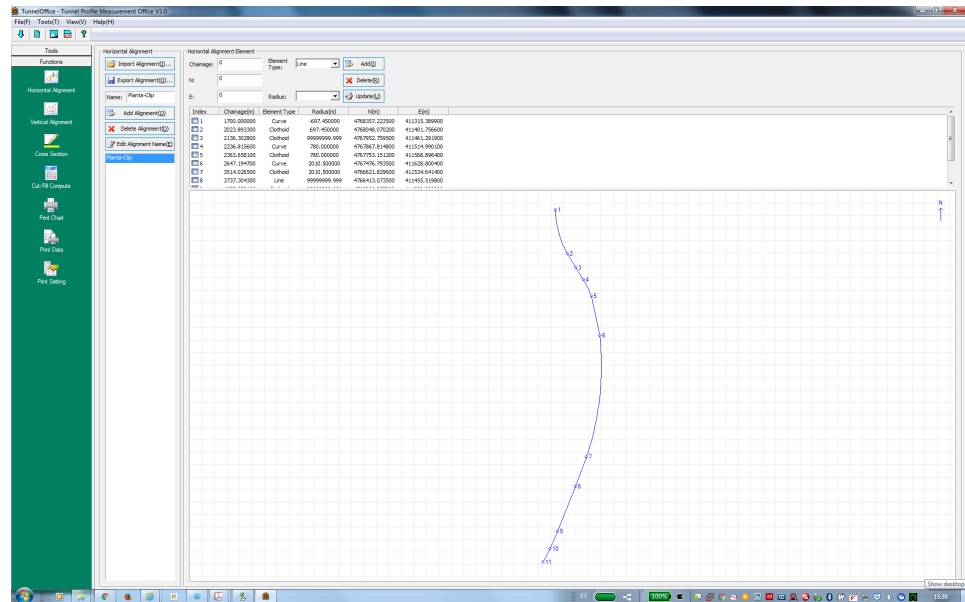 TunnelOffice - Tunnel Profile Measurement Office V3.0
File(F) Tools(T) View(V) Help(H)
Tools
Functions
Horizontal Alignment
Vertical Alignment
Corss Section
Cut/Fill Compute
Print Chart
Print Data
Print Setting
Horizontal Alignment
Import Alignment(I)...
Export Alignment(O)...
Name: Planta-Clip
Add Alignment(Q)
Delete Alignment(D)
Edit Alignment Name(E)
Planta-Clip
Horiontal Alignment Element
Chainage: 0 Element Type: Line Add(J)
N: 0 Delete(R)
E: 0 Radius: Update(U)
Index Chainage(m) Element Type Radius(m) N(m) E(m)
1 1700.000000 Curve -697.450000 4768357.223500 411315.389900
2 2023.893300 Clothoid 697.450000 4768048.070200 411401.756600
3 2136.302800 Clothoid 99999999.999 4767952.759500 411461.291900
4 2236.815600 Curve 780.000000 4767867.814800 411514.990100
5 2363.658100 Clothoid 780.000000 4767753.151200 411568.896400
6 2647.194700 Curve 2010.500000 4767476.793500 411628.800400
7 3514.026500 Clothoid 2010.500000 4766621.829600 411534.641400
8 3737.304300 Line 99999999.999 4766413.073500 411455.519800
N
1
2
3
4
5
6
7
8
9
10
11
Show desktop
ES 100% 15:39